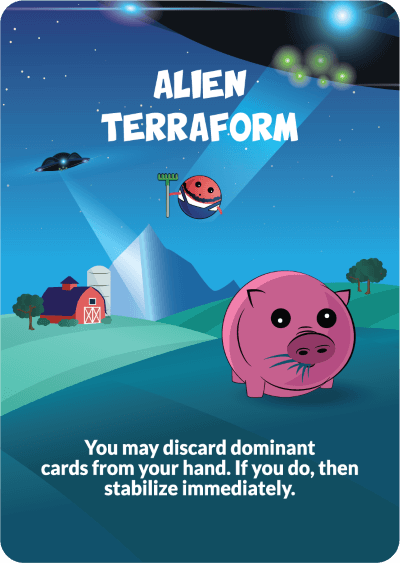 ALIEN
TERRAFORM
You may discard dominant
cards from your hand. If you do, then
stabilize immediately.